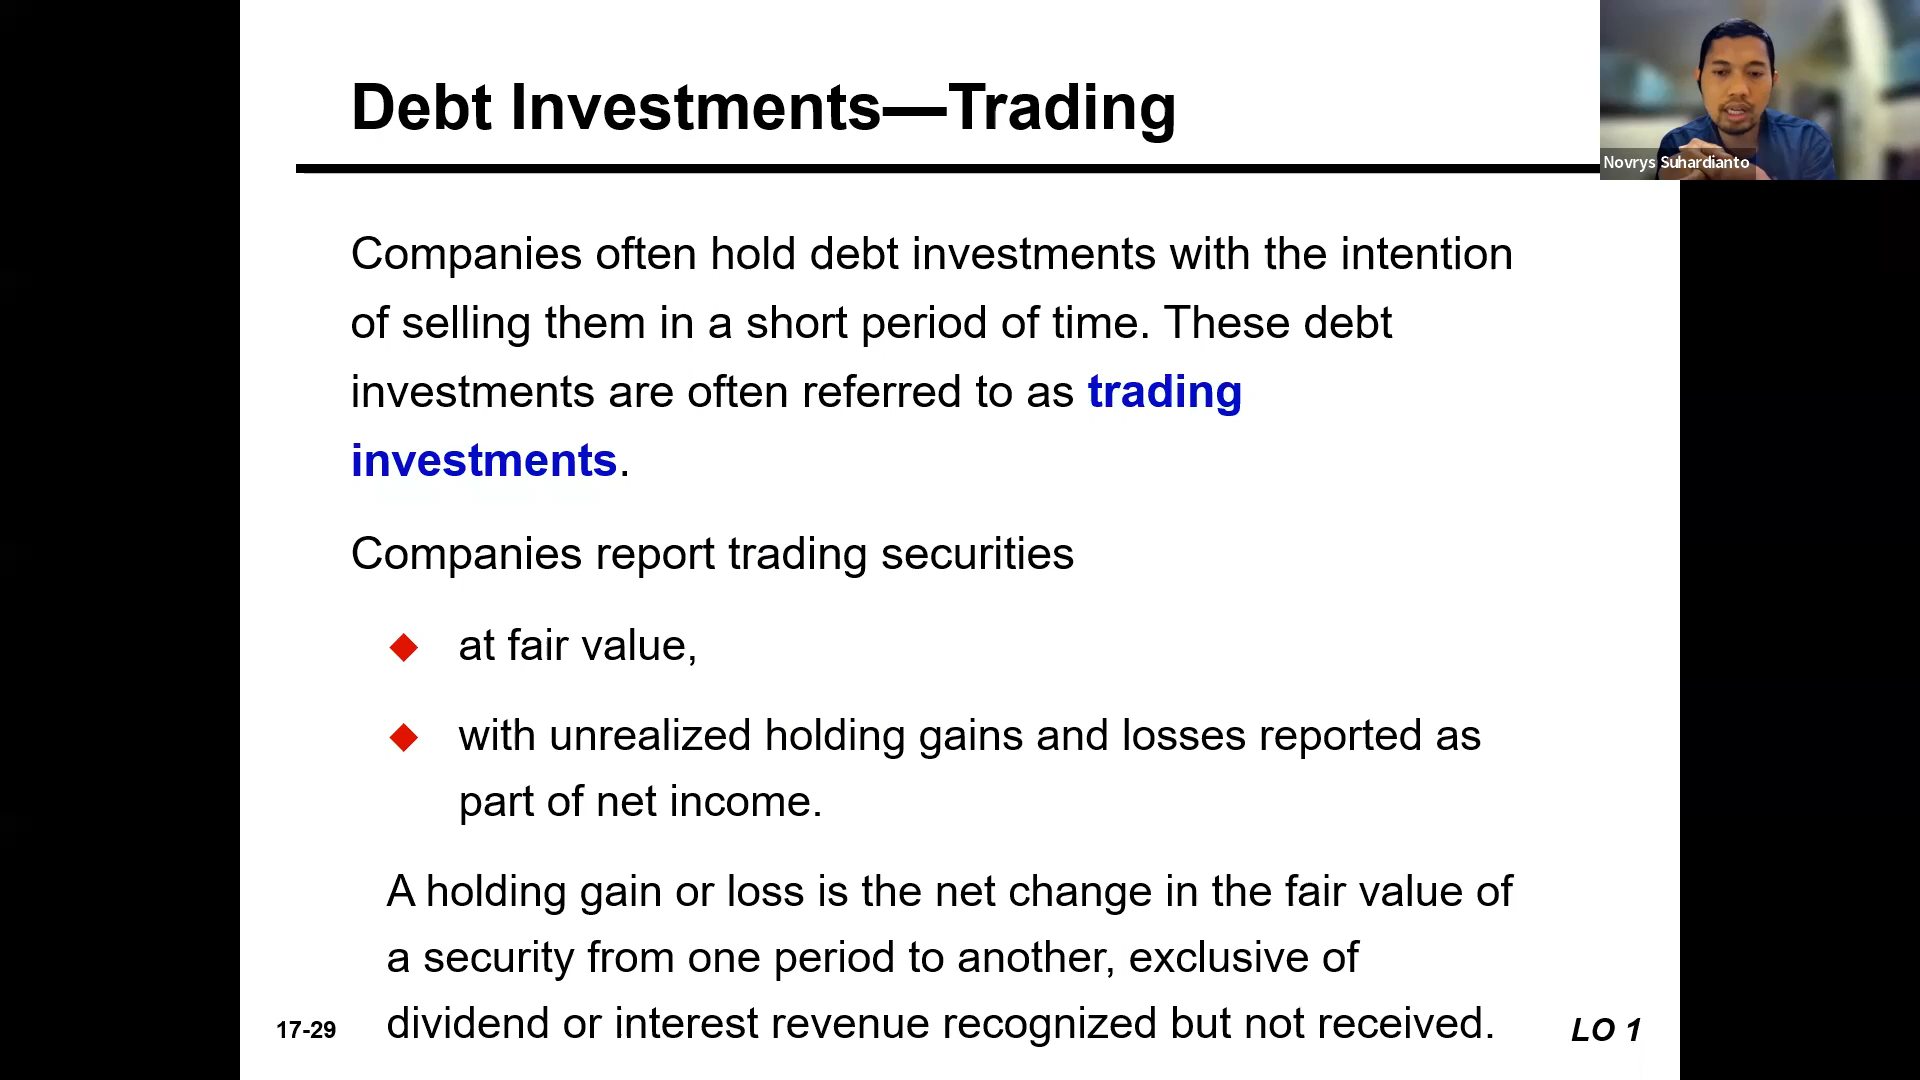 Debt Investments—Trading
Novrys Suhardianto
Companies often hold debt investments with the intention
of selling them in a short period of time. These debt
investments are often referred to as trading
investments.
Companies report trading securities
at fair value,
with unrealized holding gains and losses reported as
part of net income.
A holding gain or loss is the net change in the fair value of
a security from one period to another, exclusive of
dividend or interest revenue recognized but not received.
17-29
LO 1